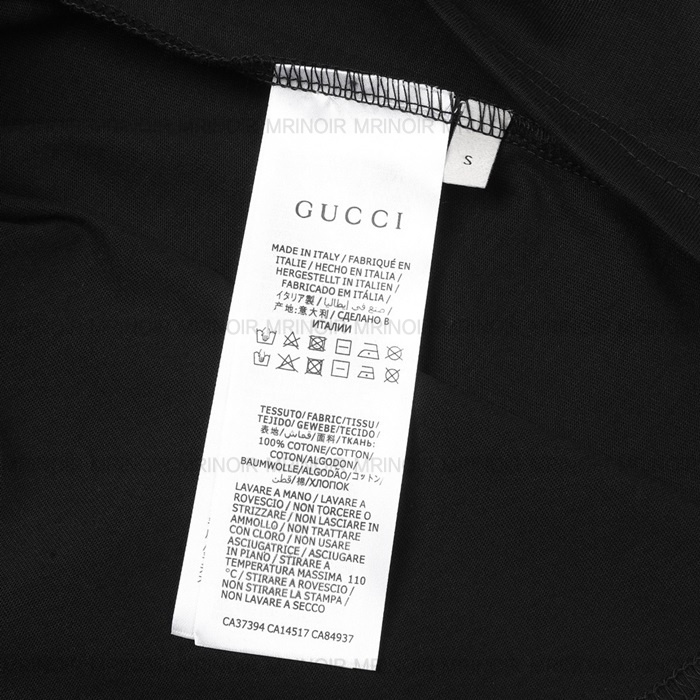 MRINOIR MRINOIR MRINOIR
S
GUCCI
MADE IN ITALY / FABRIQUÉ EN
ITALIE / HECHO EN ITALIA /
HERGESTELLT IN ITALIEN /
FABRICADO EM ITÁLIA /
イタリア製 / صنع في إيطاليا /
产地:意大利 / СДЕЛАНО В
ИТАЛИИ
TESSUTO/FABRIC/TISSU/
TEJIDO/GEWEBE/TECIDO/
表地/قماش/面料/ТКАНЬ:
100% COTONE/COTTON/
COTON/ALGODON/
BAUMWOLLE/ALGODÃO/コットン/
قطن/棉/ХЛОПОК
LAVARE A MANO / LAVARE A
ROVESCIO / NON TORCERE O
STRIZZARE / NON LASCIARE IN
AMMOLLO / NON TRATTARE
CON CLORO / NON USARE
ASCIUGATRICE / ASCIUGARE
IN PIANO / STIRARE A
TEMPERATURA MASSIMA 110
°C / STIRARE A ROVESCIO /
NON STIRARE LA STAMPA /
NON LAVARE A SECCO
CA37394 CA14517 CA84937